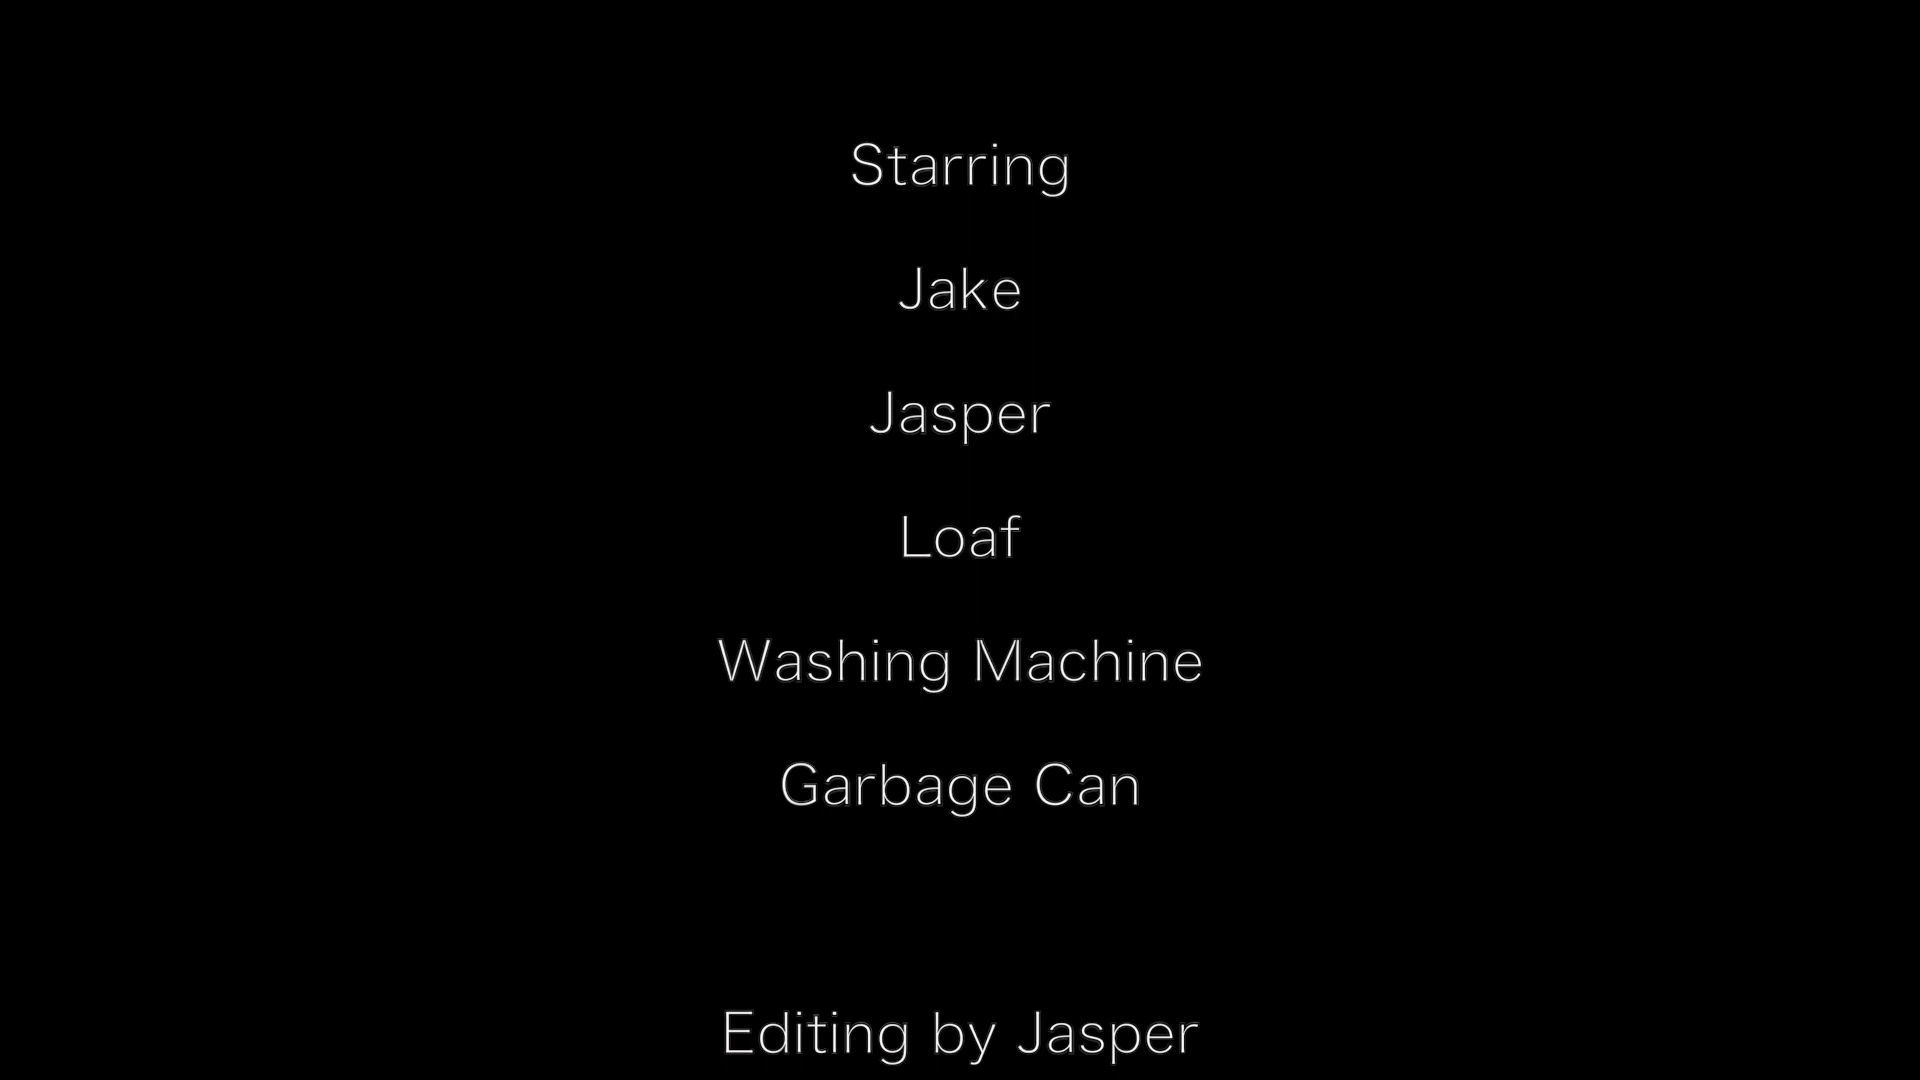 Starring
Jake
Jasper
Loaf
Washing Machine
Garbage Can
Editing by Jasper